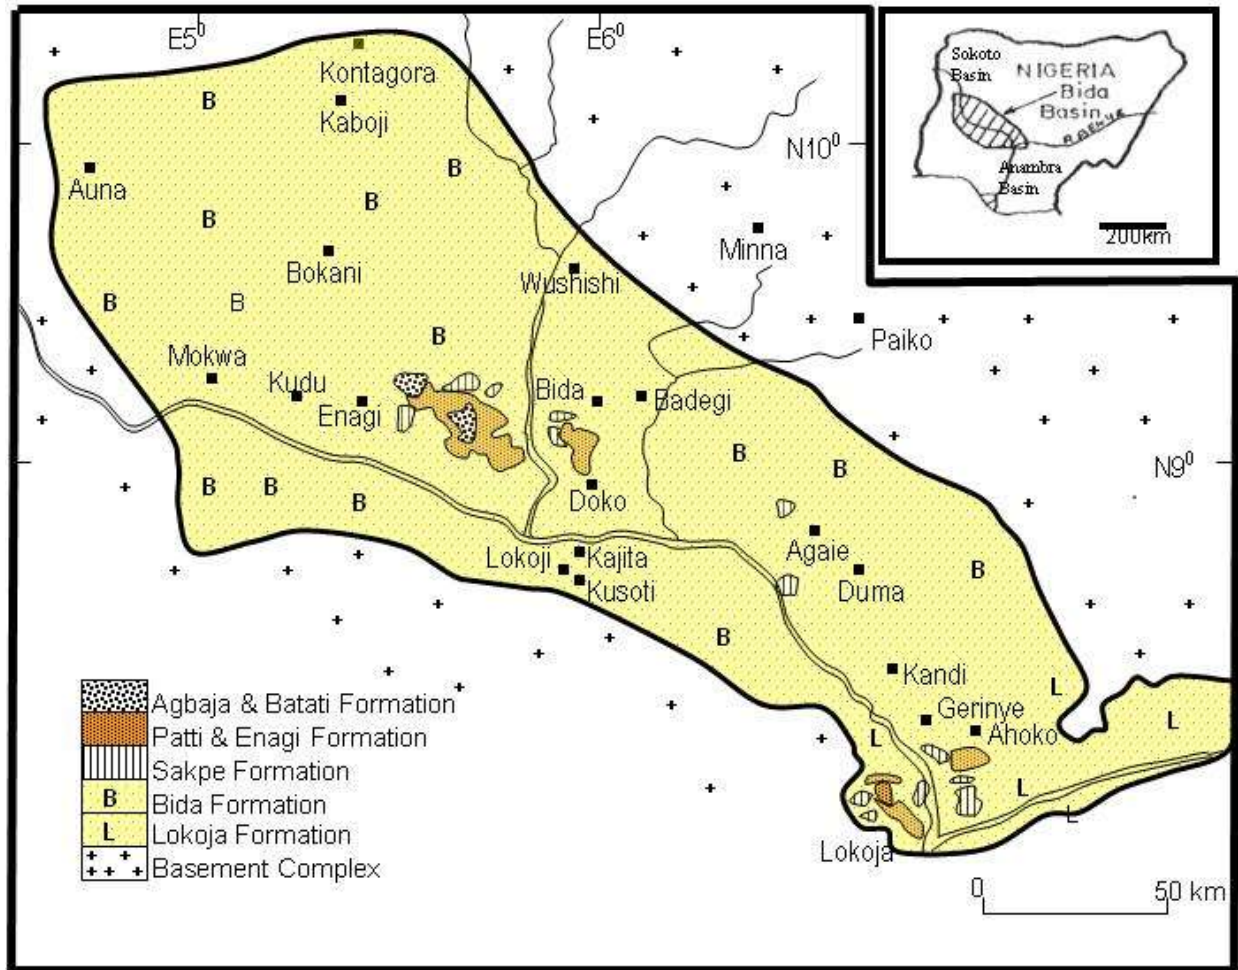 E5⁰
E6⁰
Kontagora
Kaboji
N10⁰
Auna
Bokani
Wushishi
Minna
Paiko
Mokwa
Kudu
Enagi
Bida
Badegi
N9⁰
Doko
Agaie
Duma
Lokoji
Kajita
Kusoti
Kandi
Gerinye
Ahoko
Lokoja
B
B
B
B
B
B
B
B
B
B
B
B
B
B
L
L
L
L
L
Sokoto
Basin
NIGERIA
Bida
Basin
R. BENUE
Anambra
Basin
200km
Agbaja & Batati Formation
Patti & Enagi Formation
Sakpe Formation
B Bida Formation
L Lokoja Formation
Basement Complex
0 50 km